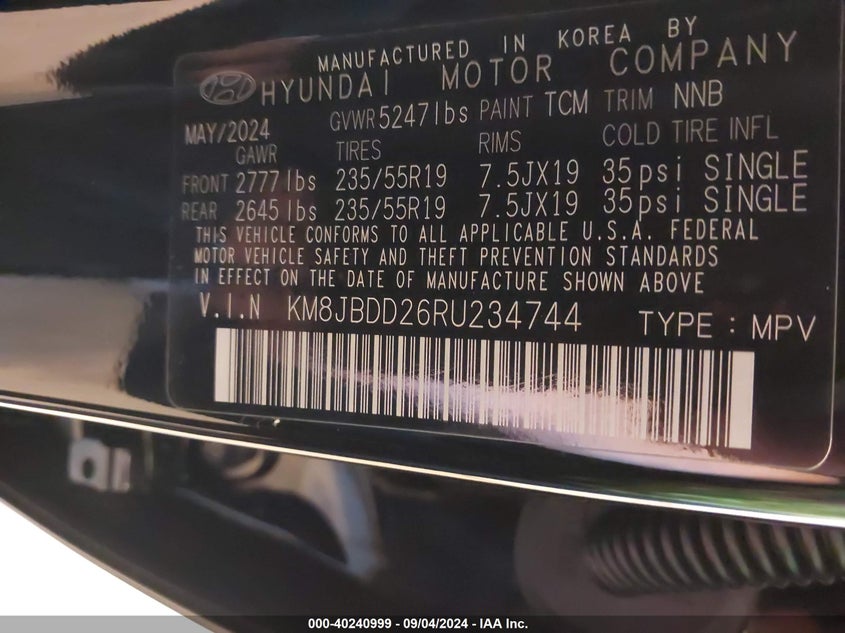 MANUFACTURED IN KOREA BY
HYUNDAI MOTOR COMPANY
MAY/2024 GVWR 5247lbs PAINT TCM TRIM NNB
GAWR TIRES RIMS COLD TIRE INFL
FRONT 2777lbs 235/55R19 7.5JX19 35psi SINGLE
REAR 2645lbs 235/55R19 7.5JX19 35psi SINGLE
THIS VEHICLE CONFORMS TO ALL APPLICABLE U.S.A. FEDERAL
MOTOR VEHICLE SAFETY AND THEFT PREVENTION STANDARDS
IN EFFECT ON THE DATE OF MANUFACTURE SHOWN ABOVE
V.I.N KM8JBDD26RU234744 TYPE : MPV
000-40240999 - 09/04/2024 - IAA Inc.